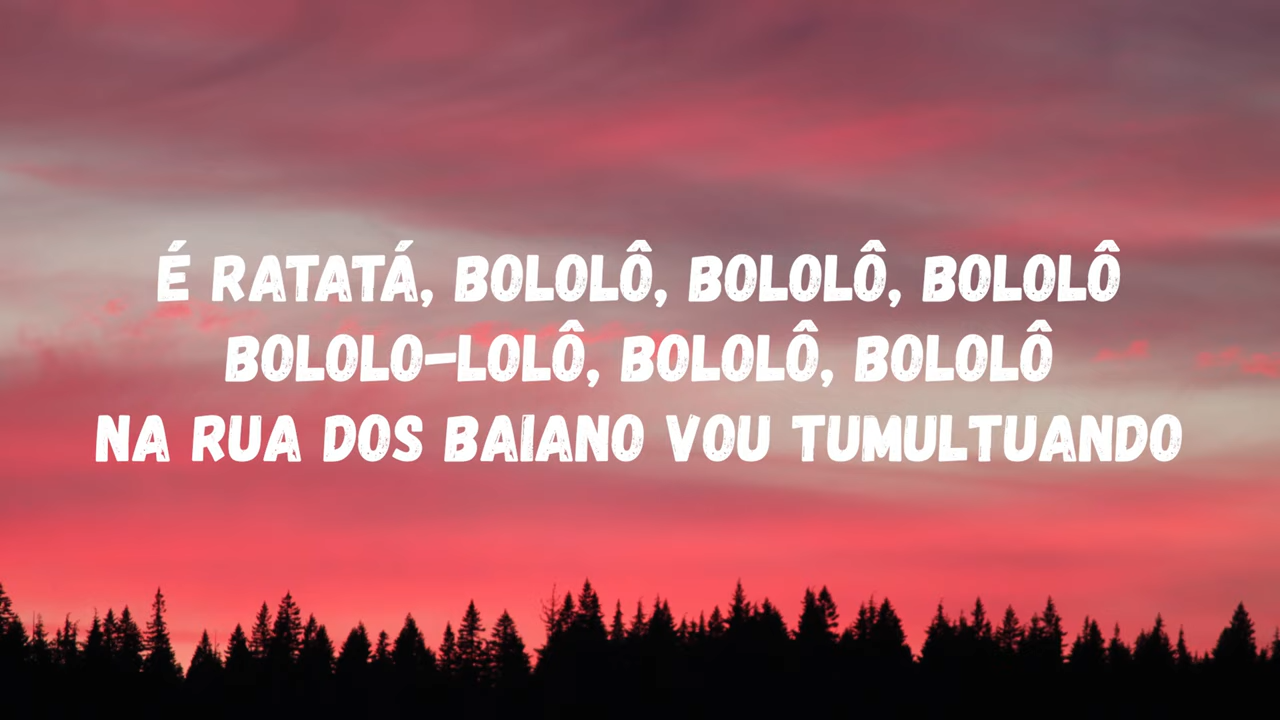 É RATATÁ, BOLOLÔ, BOLOLÔ, BOLOLÔ
BOLOLO-LOLÔ, BOLOLÔ, BOLOLÔ
NA RUA DOS BAIANO VOU TUMULTUANDO